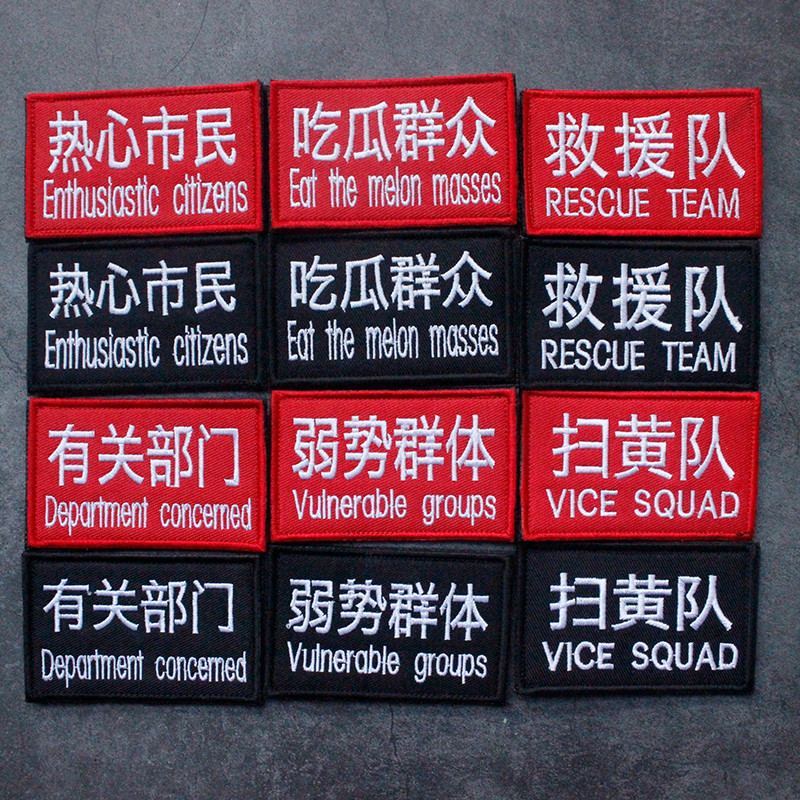 热心市民
Enthusiastic citizens
吃瓜群众
Eat the melon masses
救援队
RESCUE TEAM
热心市民
Enthusiastic citizens
吃瓜群众
Eat the melon masses
救援队
RESCUE TEAM
有关部门
Department concerned
弱势群体
Vulnerable groups
扫黄队
VICE SQUAD
有关部门
Department concerned
弱势群体
Vulnerable groups
扫黄队
VICE SQUAD